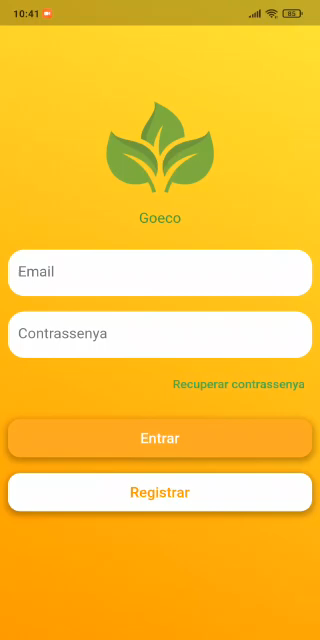 10:41
85
Goeco
Email
Contrassenya
Recuperar contrassenya
Entrar
Registrar